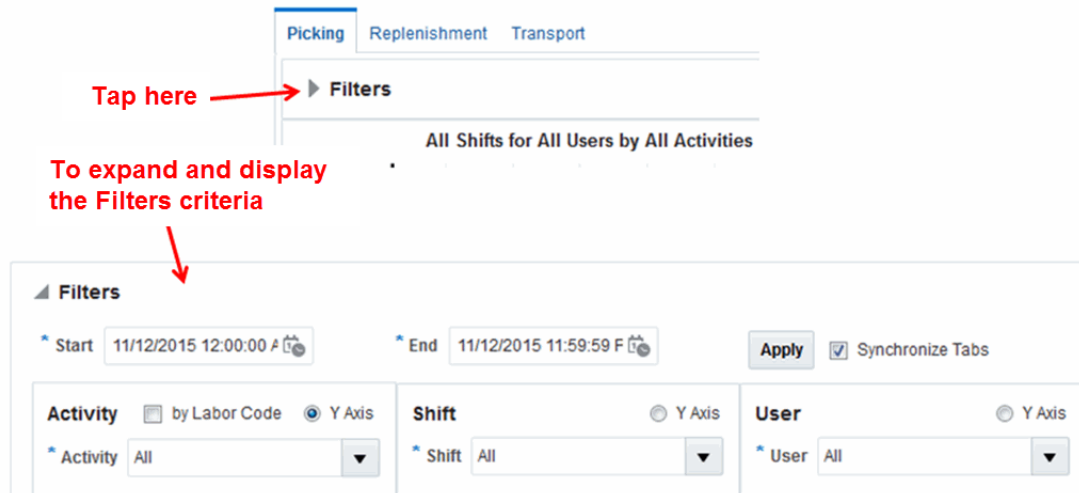 Picking Replenishment Transport
Tap here
Filters
All Shifts for All Users by All Activities
To expand and display
the Filters criteria
Filters
* Start 11/12/2015 12:00:00 A * End 11/12/2015 11:59:59 F Apply Synchronize Tabs
Activity by Labor Code Y Axis Shift Y Axis User Y Axis
* Activity All * Shift All * User All